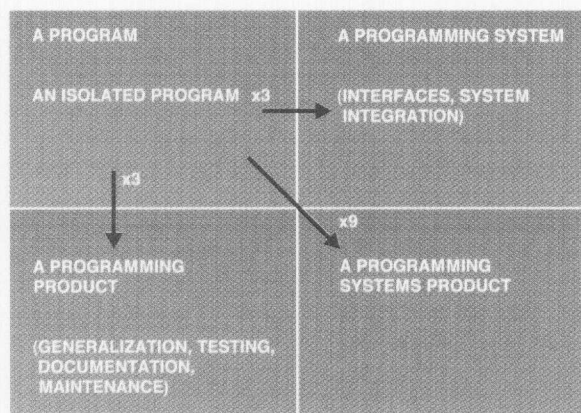 A PROGRAM
AN ISOLATED PROGRAM x3
x3
A PROGRAMMING SYSTEM
(INTERFACES, SYSTEM
INTEGRATION)
x9
A PROGRAMMING
PRODUCT
(GENERALIZATION, TESTING,
DOCUMENTATION,
MAINTENANCE)
A PROGRAMMING
SYSTEMS PRODUCT